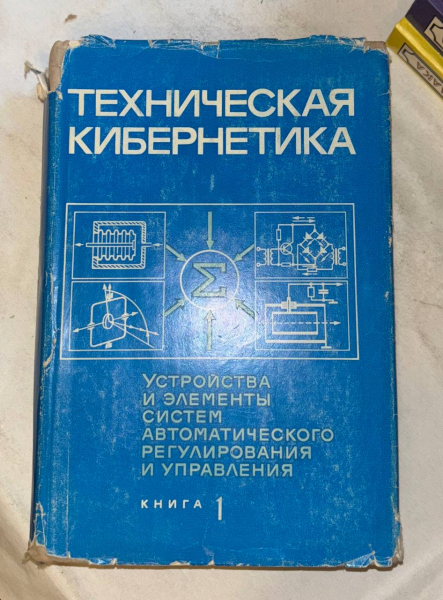 ТЕХНИЧЕСКАЯ
КИБЕРНЕТИКА
Σ
УСТРОЙСТВА
И ЭЛЕМЕНТЫ
СИСТЕМ
АВТОМАТИЧЕСКОГО
РЕГУЛИРОВАНИЯ
И УПРАВЛЕНИЯ
КНИГА 1